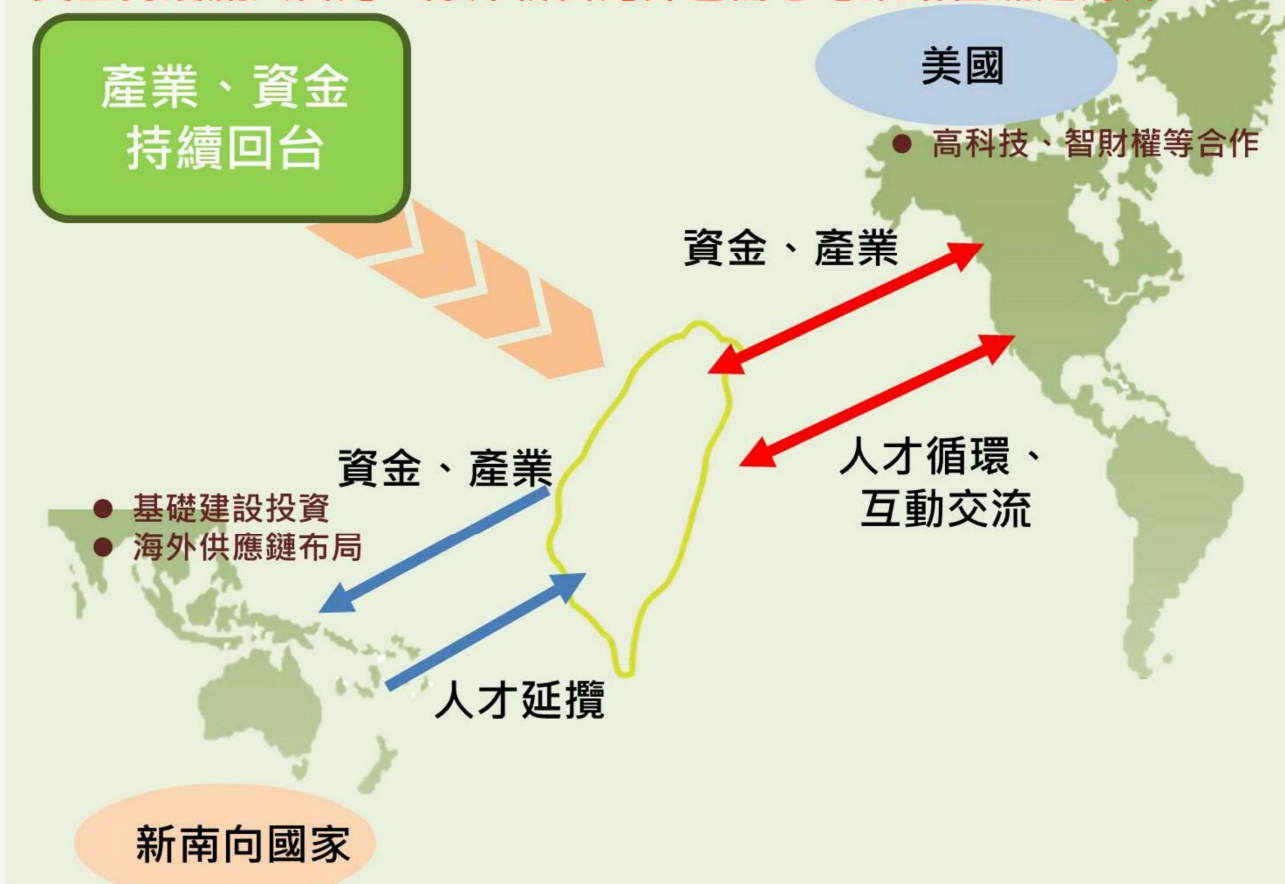 產業、資金
持續回台
美國
● 高科技、智財權等合作
資金、產業
人才循環、
互動交流
資金、產業
● 基礎建設投資
● 海外供應鏈布局
人才延攬
新南向國家